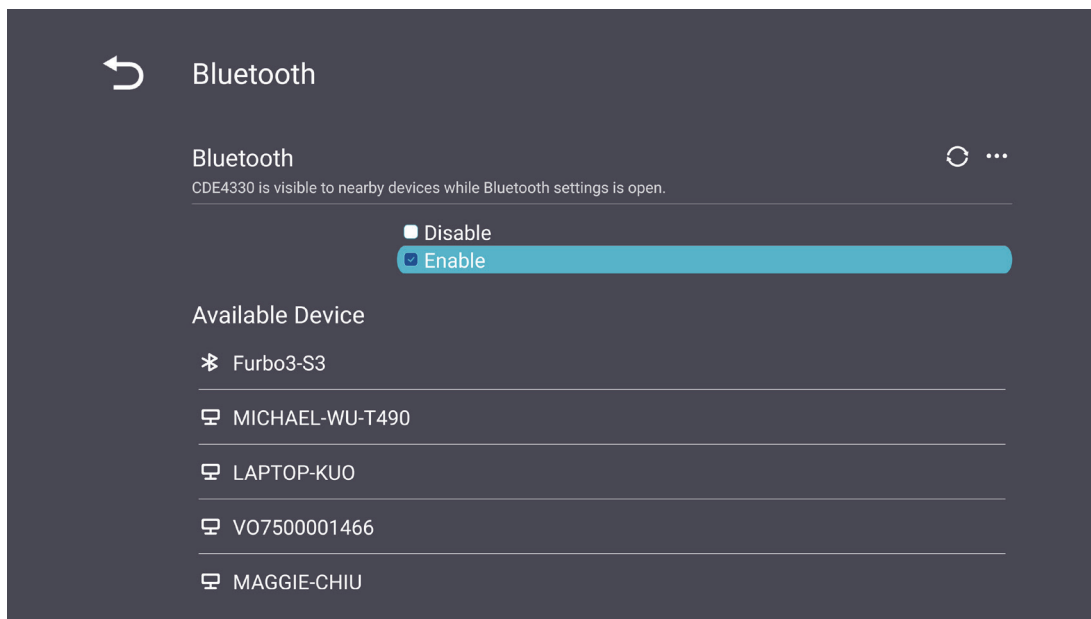 Bluetooth
Bluetooth
CDE4330 is visible to nearby devices while Bluetooth settings is open.
Disable
Enable
Available Device
Furbo3-S3
MICHAEL-WU-T490
LAPTOP-KUO
VO7500001466
MAGGIE-CHIU